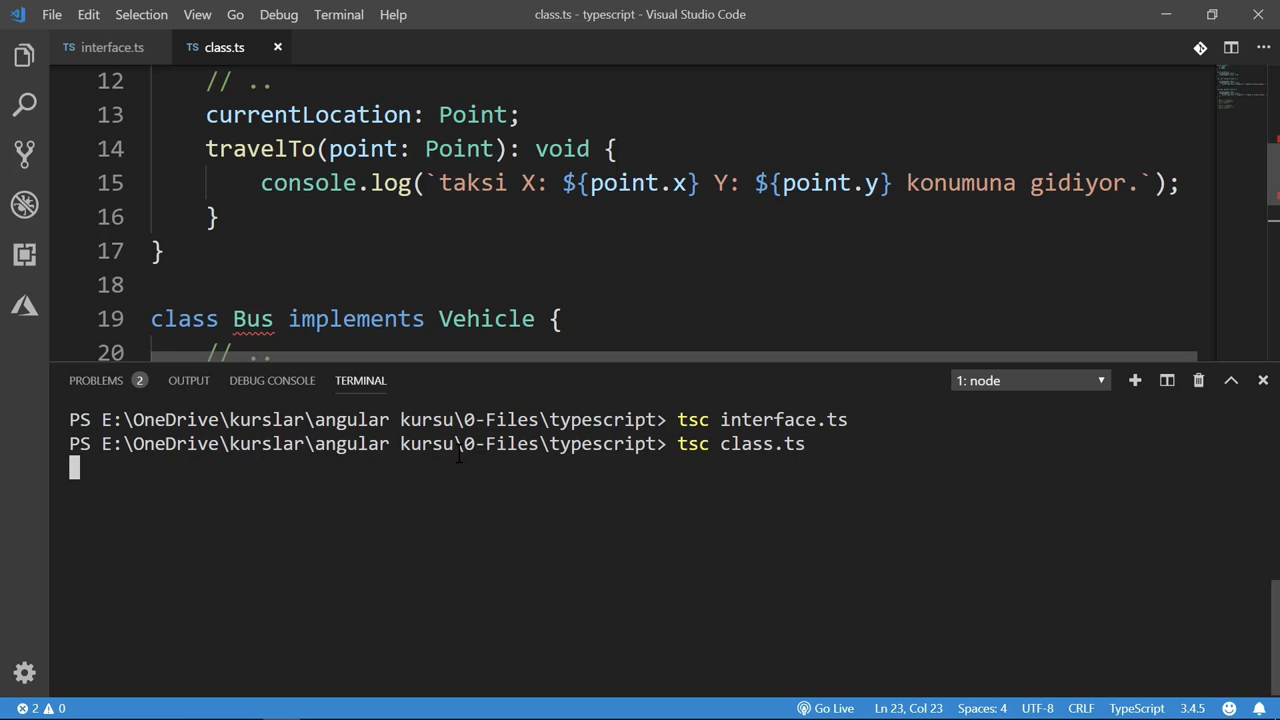 File Edit Selection View Go Debug Terminal Help class.ts - typescript - Visual Studio Code
TS interface.ts TS class.ts
12 // ..
13 currentLocation: Point;
14 travelTo(point: Point): void {
15 console.log(`taksi X: ${point.x} Y: ${point.y} konumuna gidiyor.`);
16 }
17 }
18
19 class Bus implements Vehicle {
20 // ..
PROBLEMS 2 OUTPUT DEBUG CONSOLE TERMINAL 1: node
PS E:\OneDrive\kurslar\angular kursu\0-Files\typescript> tsc interface.ts
PS E:\OneDrive\kurslar\angular kursu\0-Files\typescript> tsc class.ts
2 0 Go Live Ln 23, Col 23 Spaces: 4 UTF-8 CRLF TypeScript 3.4.5